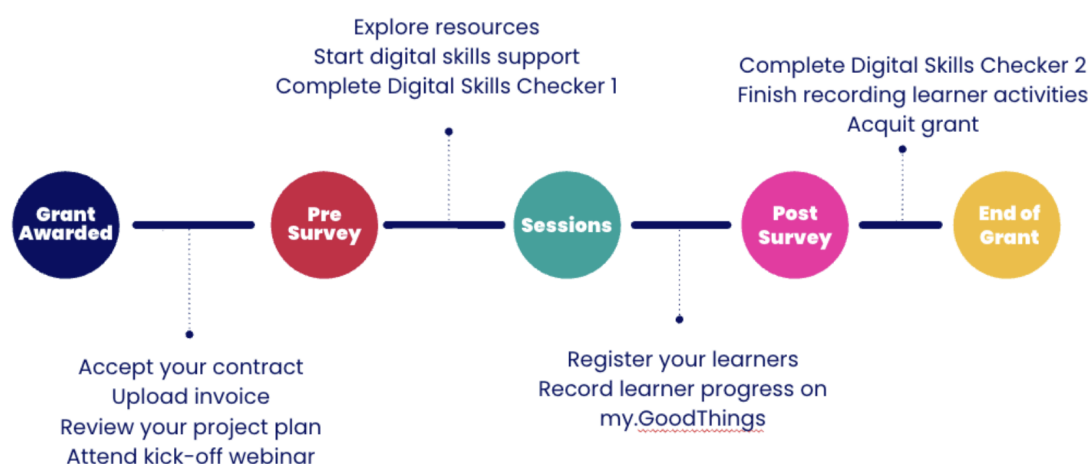 Explore resources
Start digital skills support
Complete Digital Skills Checker 1
Complete Digital Skills Checker 2
Finish recording learner activities
Acquit grant
Grant
Awarded
Pre
Survey
Sessions
Post
Survey
End of
Grant
Accept your contract
Upload invoice
Review your project plan
Attend kick-off webinar
Register your learners
Record learner progress on
my.GoodThings